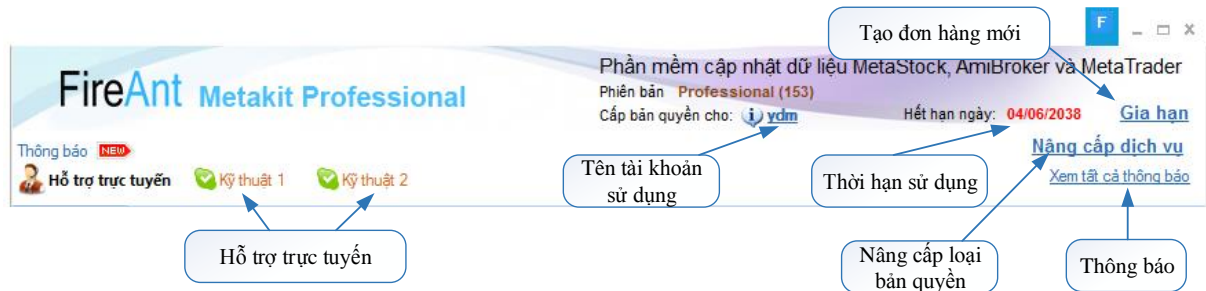 Tạo đơn hàng mới
F
FireAnt Metakit Professional
Phần mềm cập nhật dữ liệu MetaStock, AmiBroker và MetaTrader
Phiên bản Professional (153)
Cấp bản quyền cho: ydm
Hết hạn ngày: 04/06/2038
Gia hạn
Thông báo NEW
Nâng cấp dịch vụ
Hỗ trợ trực tuyến Kỹ thuật 1 Kỹ thuật 2
Xem tất cả thông báo
Tên tài khoản
sử dụng
Thời hạn sử dụng
Hỗ trợ trực tuyến
Nâng cấp loại
bản quyền
Thông báo